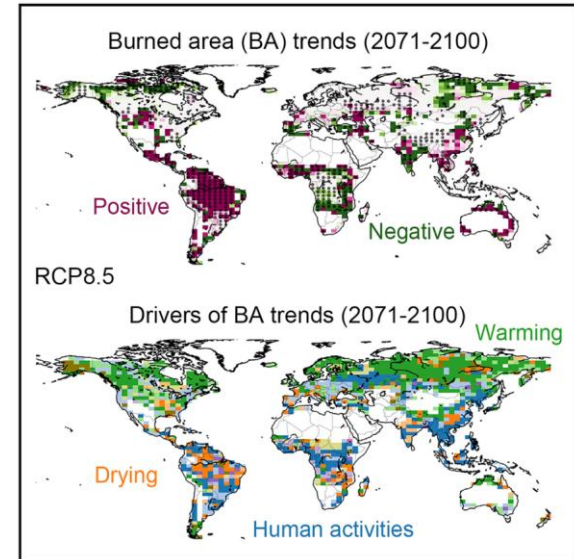 Burned area (BA) trends (2071-2100)
Positive
Negative
RCP8.5
Drivers of BA trends (2071-2100)
Warming
Drying
Human activities